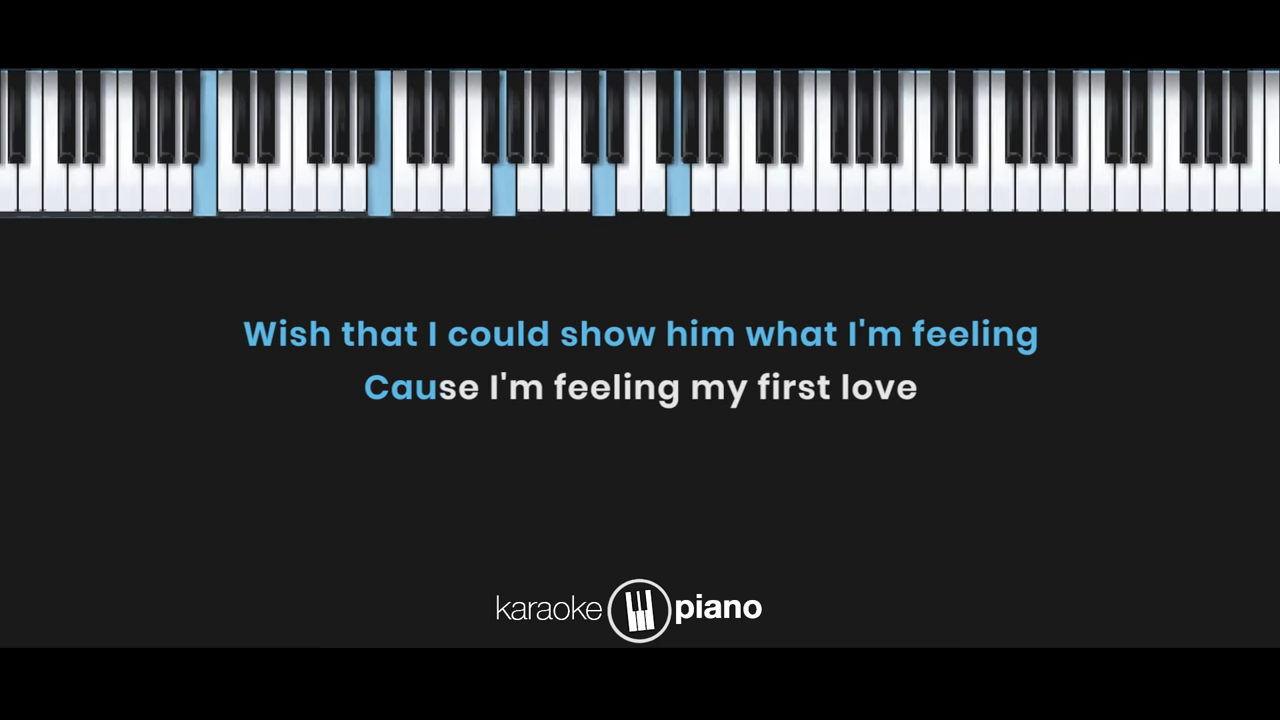 Wish that I could show him what I'm feeling
Cause I'm feeling my first love
karaoke piano